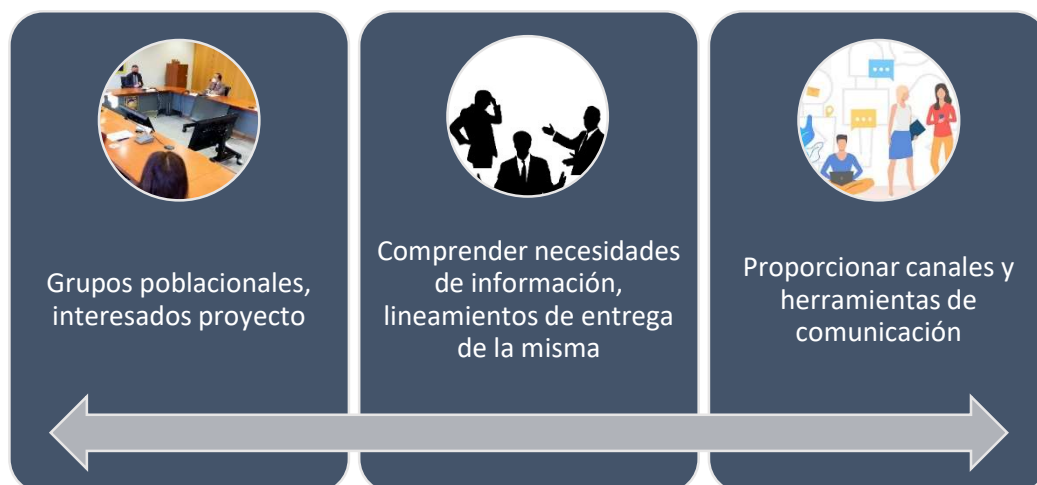 Grupos poblacionales,
interesados proyecto
Comprender necesidades
de información,
lineamientos de entrega
de la misma
Proporcionar canales y
herramientas de
comunicación